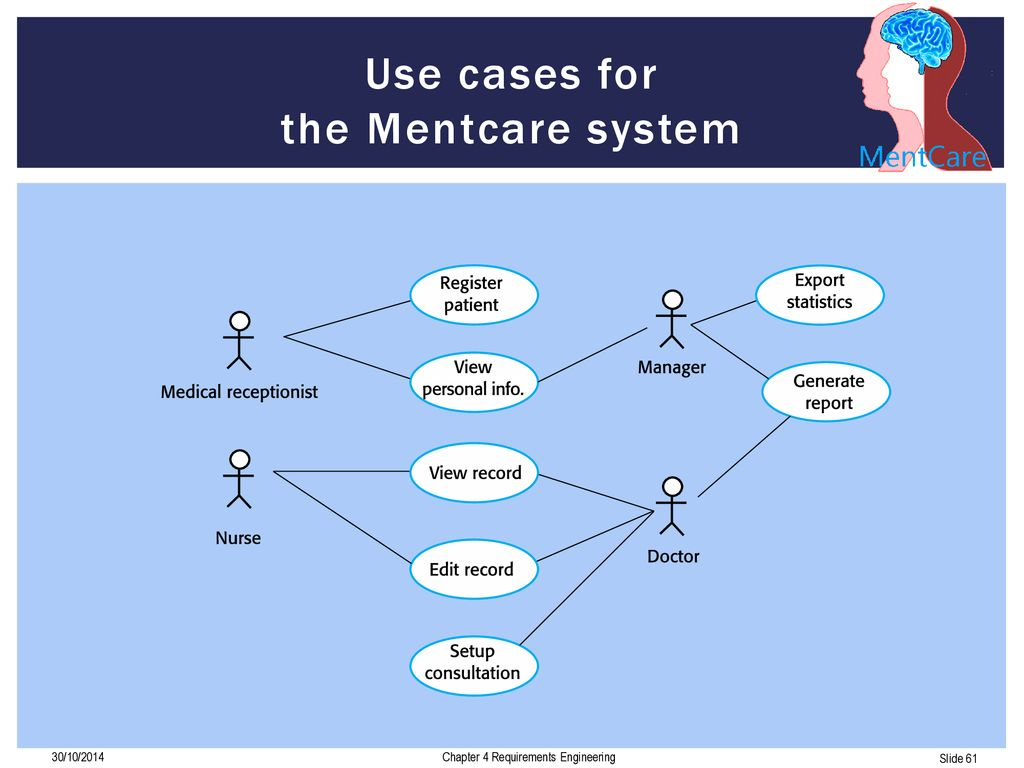 Use cases for
the Mentcare system
MentCare
Register
patient
Export
statistics
View
personal info.
Manager
Medical receptionist
Generate
report
View record
Nurse
Edit record
Doctor
Setup
consultation
30/10/2014
Chapter 4 Requirements Engineering
Slide 61